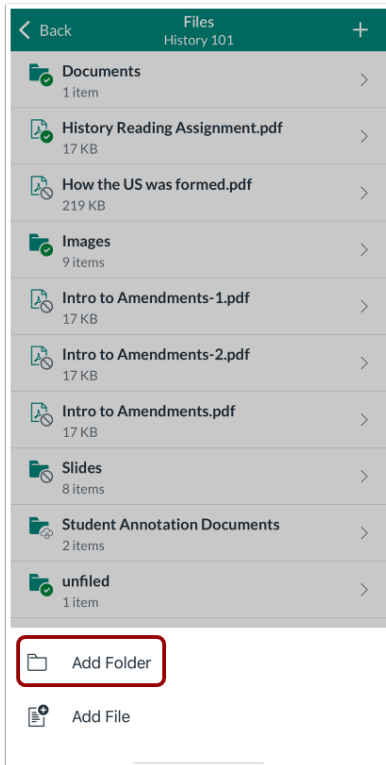 Back
Files
History 101
Documents
1 item
History Reading Assignment.pdf
17 KB
How the US was formed.pdf
219 KB
Images
9 items
Intro to Amendments-1.pdf
17 KB
Intro to Amendments-2.pdf
17 KB
Intro to Amendments.pdf
17 KB
Slides
8 items
Student Annotation Documents
2 items
unfiled
1 item
Add Folder
Add File